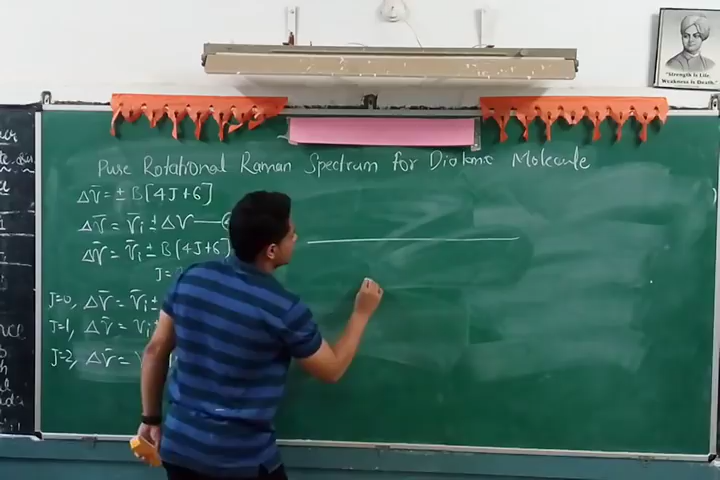 Pure Rotational Raman Spectrum for Diatomic Molecule
Δν̄ = ± B[4J+6]
Δν̄ = ν̄i ± Δν
Δν̄ = ν̄i ± B[4J+6]
J=
J=0, Δν̄ = ν̄i ±
J=1, Δν̄ = ν̄i
J=2, Δν̄ =
"Strength is Life,
Weakness is Death."